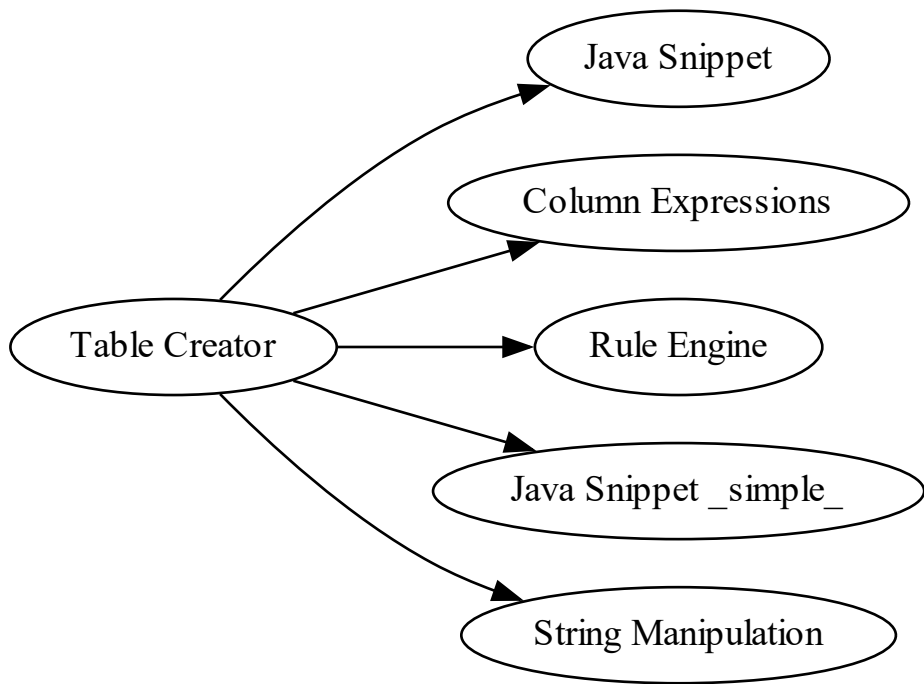 Java Snippet
Column Expressions
Table Creator
Rule Engine
Java Snippet _simple_
String Manipulation